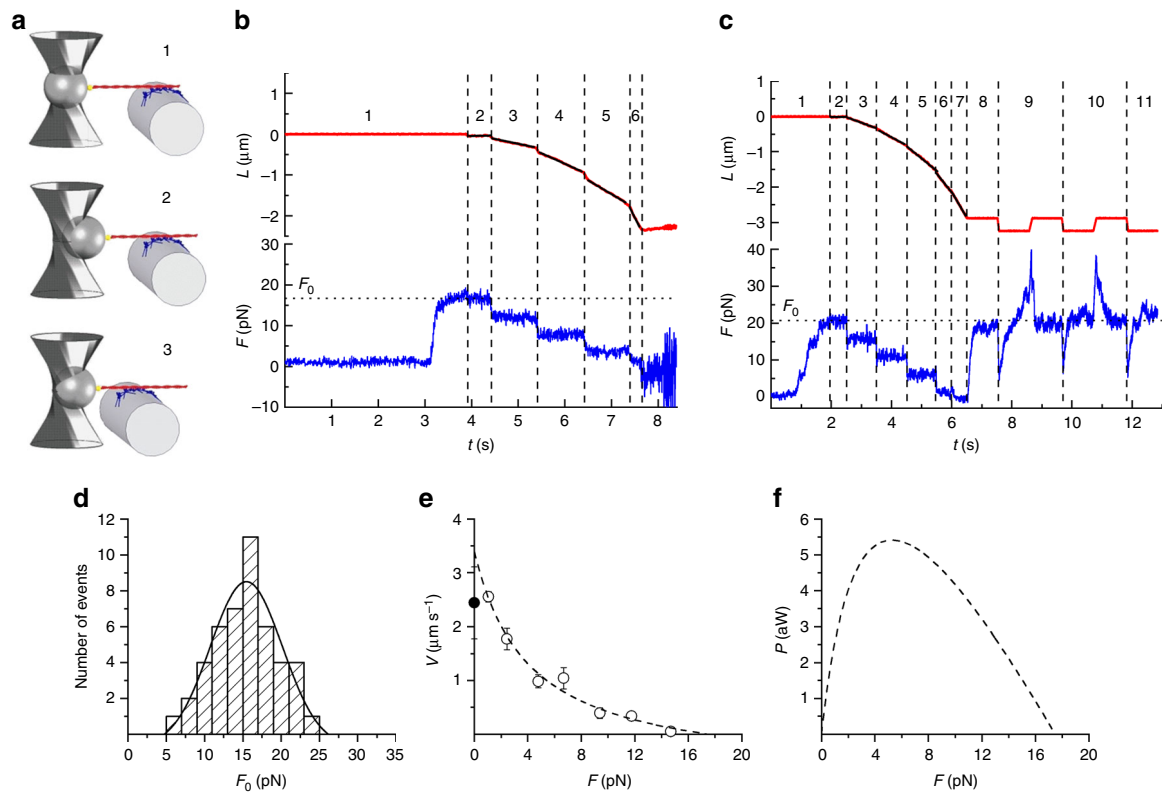 a
1
2
3
b
1 2 3 4 5 6
1
0
−1
−2
L (μm)
30
20
10
0
−10
F (pN)
F0
1 2 3 4 5 6 7 8
t (s)
c
1 2 3 4 5 6 7 8 9 10 11
1
0
−1
−2
−3
L (μm)
40
30
20
10
0
F (pN)
F0
2 4 6 8 10 12
t (s)
d
12
10
8
6
4
2
Number of events
0 5 10 15 20 25 30 35
F0 (pN)
e
4
3
2
1
V (μm s−1)
0 4 8 12 16 20
F (pN)
f
6
5
4
3
2
1
0
P (aW)
0 4 8 12 16 20
F (pN)